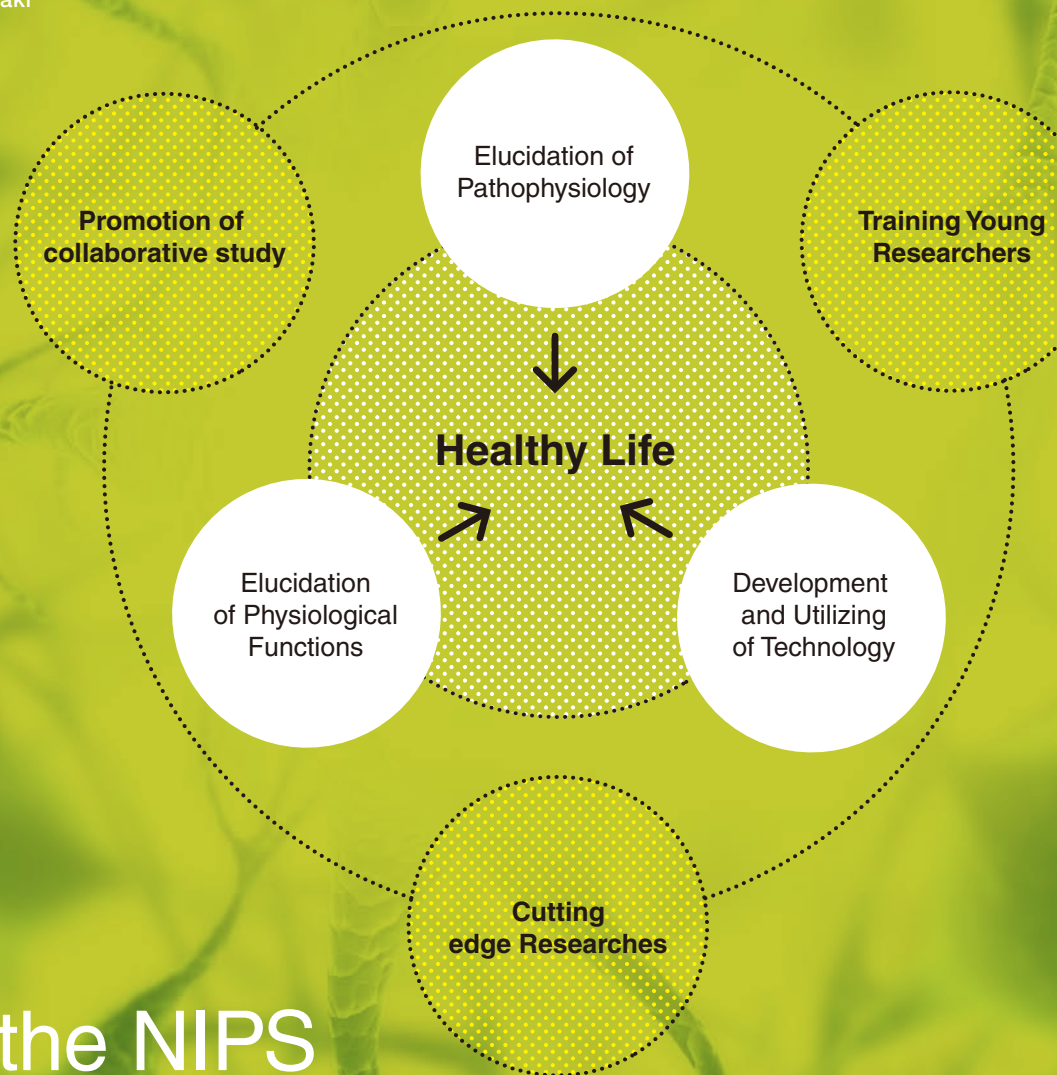 aki
Elucidation of
Pathophysiology
Promotion of
collaborative study
Training Young
Researchers
Healthy Life
Elucidation
of Physiological
Functions
Development
and Utilizing
of Technology
Cutting
edge Researches
the NIPS